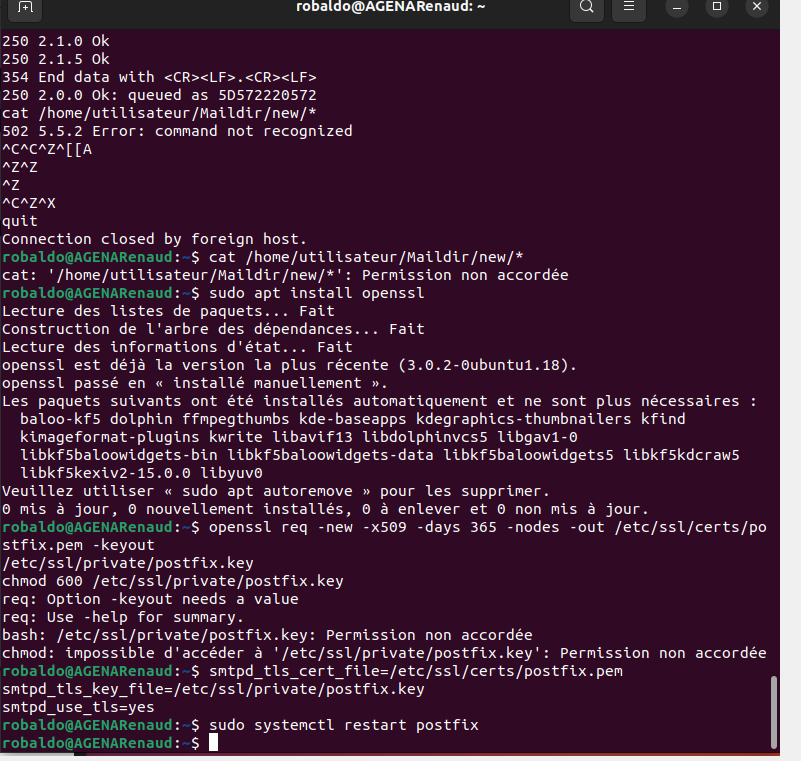 robaldo@AGENARenaud: ~
250 2.1.0 Ok
250 2.1.5 Ok
354 End data with <CR><LF>.<CR><LF>
250 2.0.0 Ok: queued as 5D572220572
cat /home/utilisateur/Maildir/new/*
502 5.5.2 Error: command not recognized
^C^C^Z^[[A
^Z^Z
^Z
^C^Z^X
quit
Connection closed by foreign host.
robaldo@AGENARenaud:~$ cat /home/utilisateur/Maildir/new/*
cat: '/home/utilisateur/Maildir/new/*': Permission non accordée
robaldo@AGENARenaud:~$ sudo apt install openssl
Lecture des listes de paquets... Fait
Construction de l'arbre des dépendances... Fait
Lecture des informations d'état... Fait
openssl est déjà la version la plus récente (3.0.2-0ubuntu1.18).
openssl passé en « installé manuellement ».
Les paquets suivants ont été installés automatiquement et ne sont plus nécessaires :
  baloo-kf5 dolphin ffmpegthumbs kde-baseapps kdegraphics-thumbnailers kfind
  kimageformat-plugins kwrite libavif13 libdolphinvcs5 libgav1-0
  libkf5baloowidgets-bin libkf5baloowidgets-data libkf5baloowidgets5 libkf5kdcraw5
  libkf5kexiv2-15.0.0 libyuv0
Veuillez utiliser « sudo apt autoremove » pour les supprimer.
0 mis à jour, 0 nouvellement installés, 0 à enlever et 0 non mis à jour.
robaldo@AGENARenaud:~$ openssl req -new -x509 -days 365 -nodes -out /etc/ssl/certs/po
stfix.pem -keyout
/etc/ssl/private/postfix.key
chmod 600 /etc/ssl/private/postfix.key
req: Option -keyout needs a value
req: Use -help for summary.
bash: /etc/ssl/private/postfix.key: Permission non accordée
chmod: impossible d'accéder à '/etc/ssl/private/postfix.key': Permission non accordée
robaldo@AGENARenaud:~$ smtpd_tls_cert_file=/etc/ssl/certs/postfix.pem
smtpd_tls_key_file=/etc/ssl/private/postfix.key
smtpd_use_tls=yes
robaldo@AGENARenaud:~$ sudo systemctl restart postfix
robaldo@AGENARenaud:~$